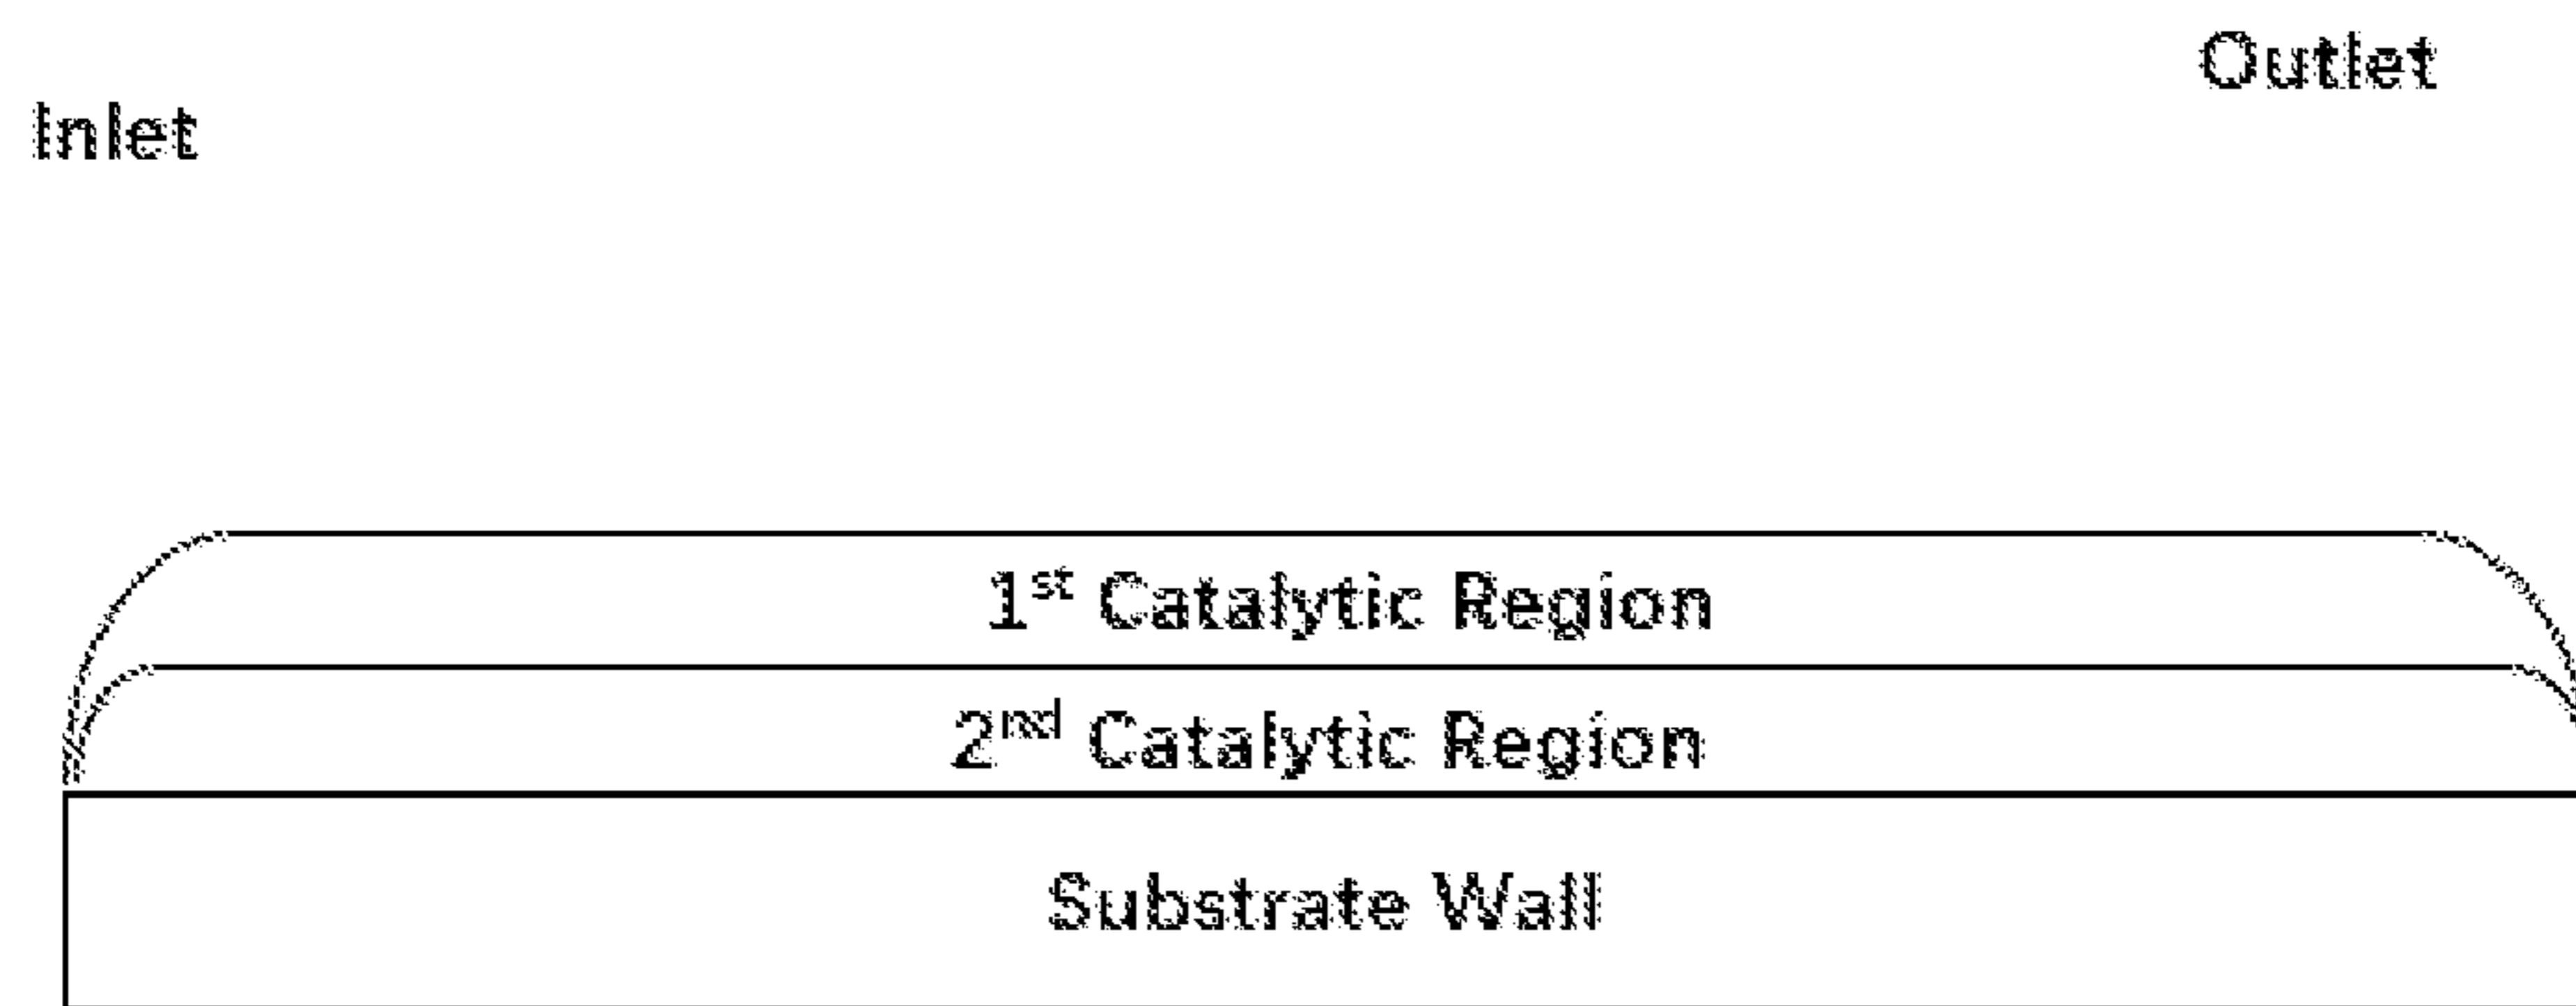 Outlet
Inlet
1st Catalytic Region
2nd Catalytic Region
Substrate Wall